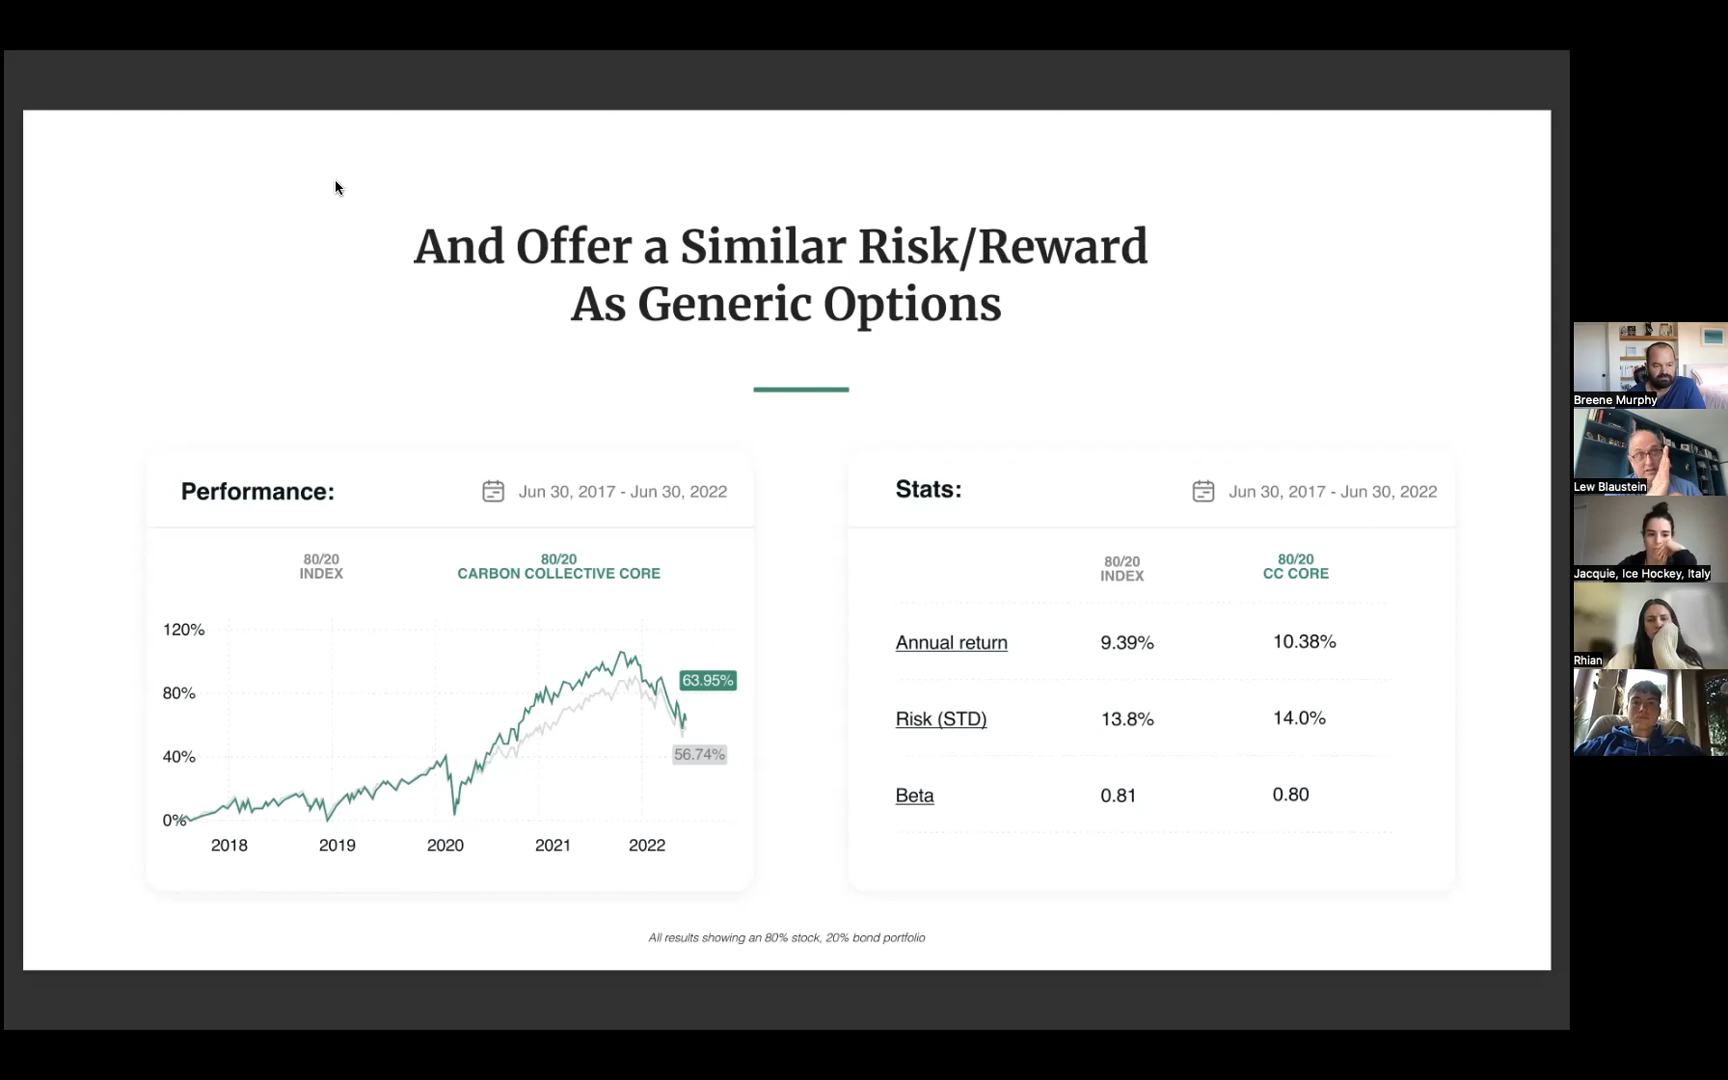 And Offer a Similar Risk/Reward
As Generic Options
Performance:
Jun 30, 2017 - Jun 30, 2022
80/20
INDEX
80/20
CARBON COLLECTIVE CORE
120%
80%
40%
0%
63.95%
56.74%
2018 2019 2020 2021 2022
Stats:
Jun 30, 2017 - Jun 30, 2022
80/20
INDEX
80/20
CC CORE
Annual return 9.39% 10.38%
Risk (STD) 13.8% 14.0%
Beta 0.81 0.80
All results showing an 80% stock, 20% bond portfolio
Breene Murphy
Lew Blaustein
Jacquie, Ice Hockey, Italy
Rhian